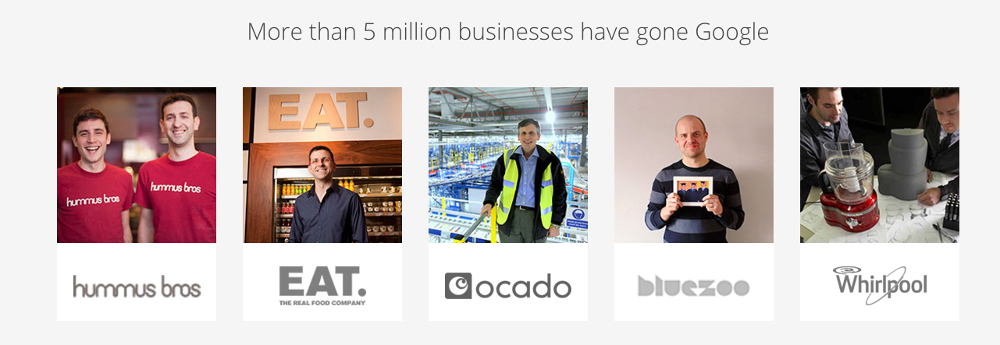 More than 5 million businesses have gone Google
hummus bros
hummus bros
EAT.
hummus bros
EAT.
THE REAL FOOD COMPANY
ocado
bluezoo
Whirlpool